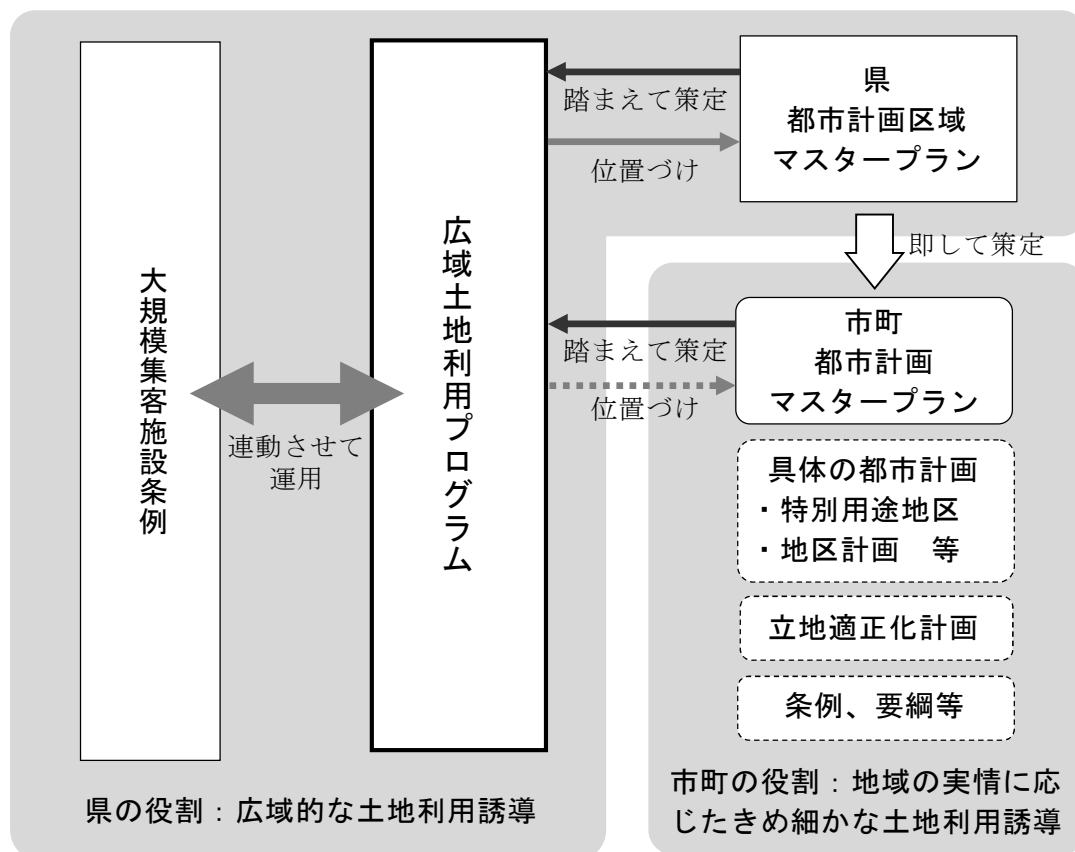 大規模集客施設条例
連動させて
運用
広域土地利用プログラム
踏まえて策定
位置づけ
県
都市計画区域
マスタープラン
即して策定
踏まえて策定
位置づけ
市町
都市計画
マスタープラン
具体の都市計画
・特別用途地区
・地区計画　等
立地適正化計画
条例、要綱等
県の役割：広域的な土地利用誘導
市町の役割：地域の実情に応
じたきめ細かな土地利用誘導